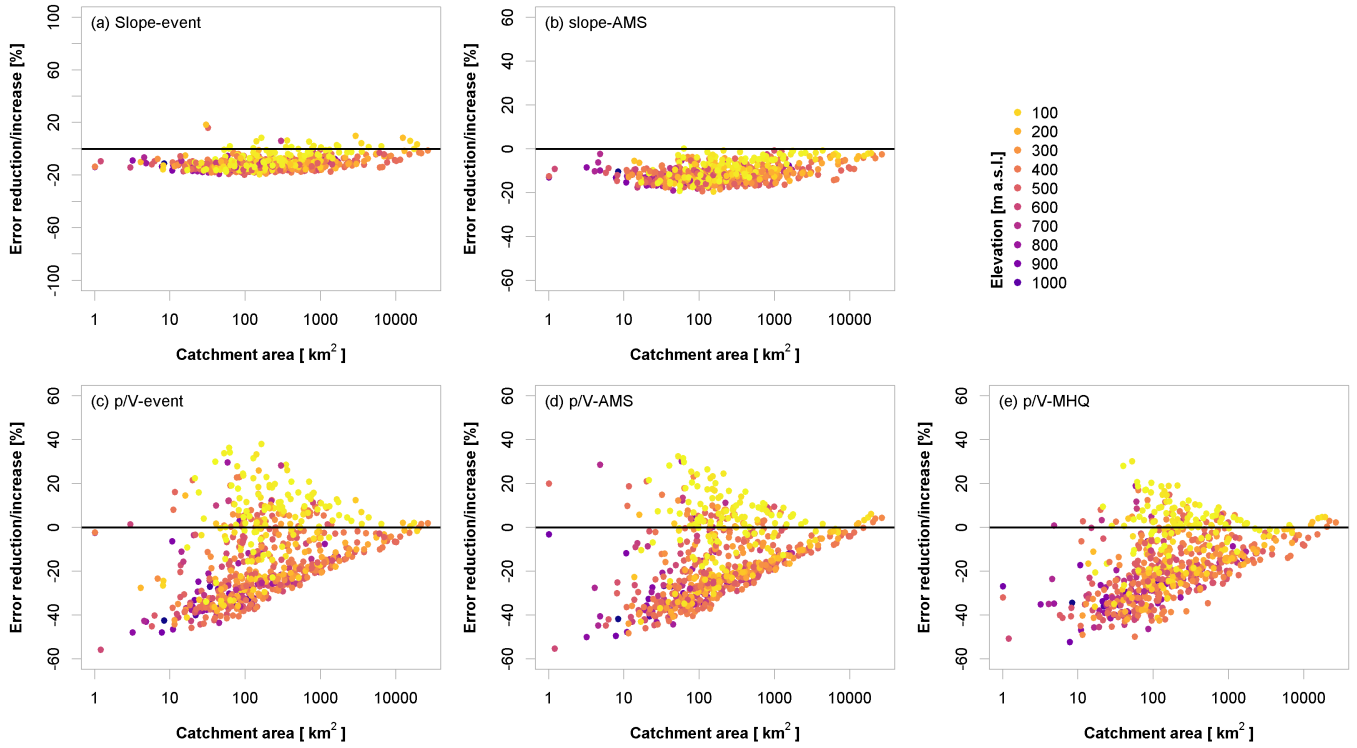 (a) Slope-event
Error reduction/increase [%]
100
60
20
-20
-60
-100
1 10 100 1000 10000
Catchment area [ km2 ]
(b) slope-AMS
Error reduction/increase [%]
60
40
20
0
-20
-40
-60
1 10 100 1000 10000
Catchment area [ km2 ]
Elevation [m a.s.l.]
100
200
300
400
500
600
700
800
900
1000
(c) p/V-event
Error reduction/increase [%]
60
40
20
0
-20
-40
-60
1 10 100 1000 10000
Catchment area [ km2 ]
(d) p/V-AMS
Error reduction/increase [%]
60
40
20
0
-20
-40
-60
1 10 100 1000 10000
Catchment area [ km2 ]
(e) p/V-MHQ
Error reduction/increase [%]
60
40
20
0
-20
-40
-60
1 10 100 1000 10000
Catchment area [ km2 ]